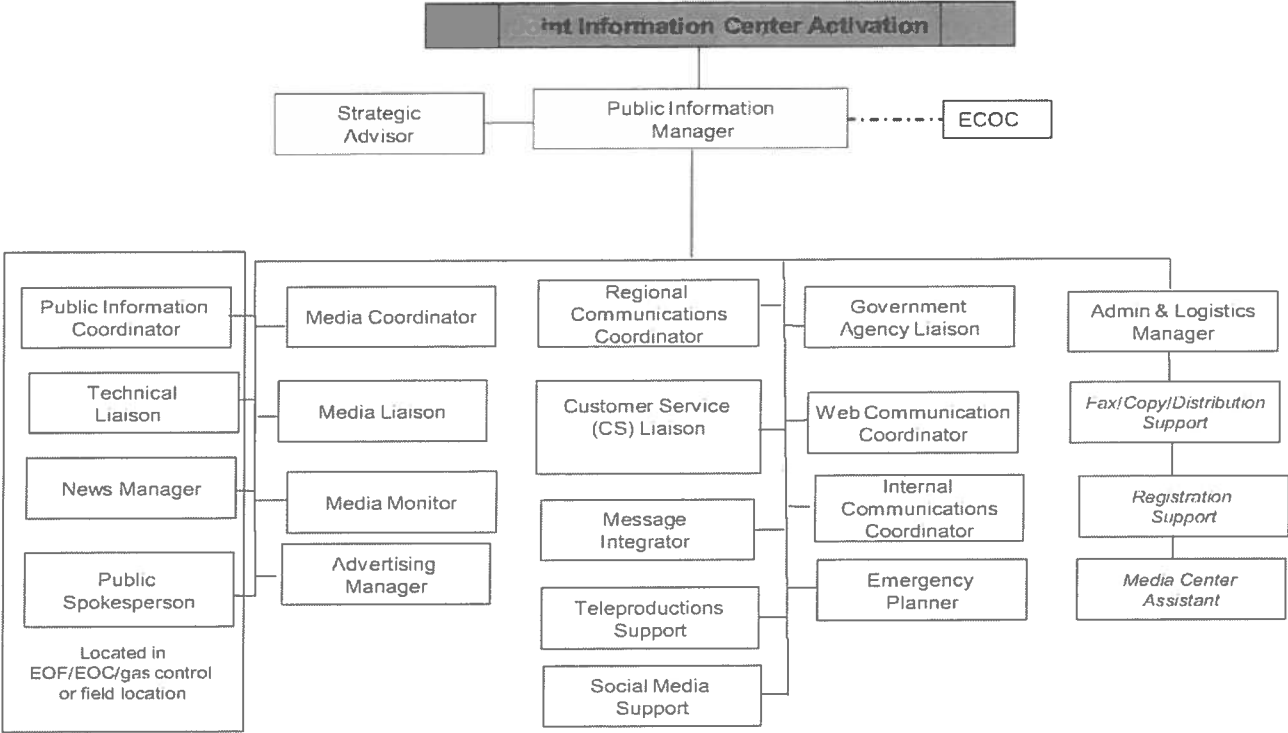 Joint Information Center Activation
Strategic
Advisor
Public Information
Manager
ECOC
Public Information
Coordinator
Technical
Liaison
News Manager
Public
Spokesperson
Located in
EOF/EOC/gas control
or field location
Media Coordinator
Media Liaison
Media Monitor
Advertising
Manager
Regional
Communications
Coordinator
Customer Service
(CS) Liaison
Message
Integrator
Teleproductions
Support
Social Media
Support
Government
Agency Liaison
Web Communication
Coordinator
Internal
Communications
Coordinator
Emergency
Planner
Admin & Logistics
Manager
Fax/Copy/Distribution
Support
Registration
Support
Media Center
Assistant